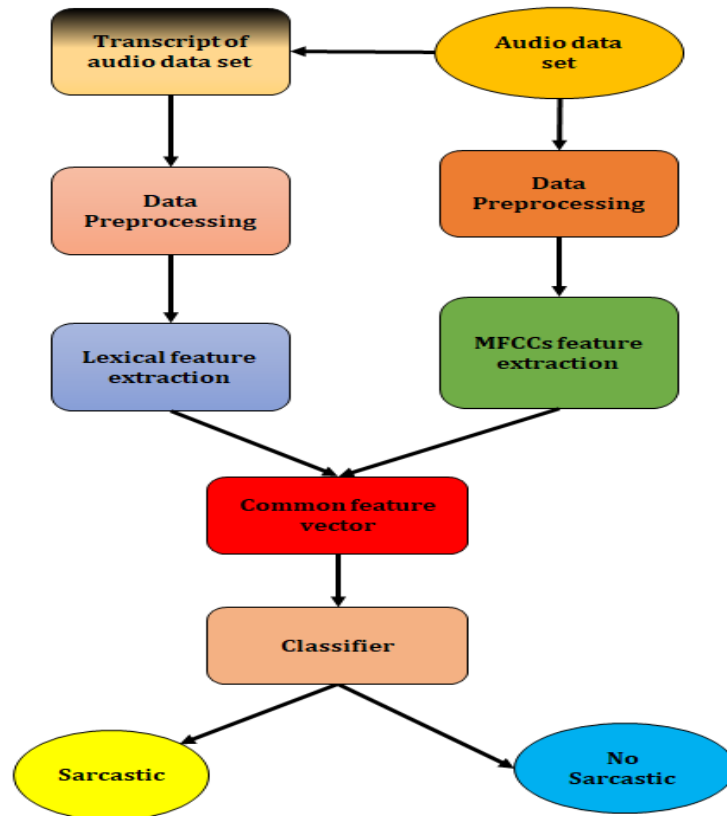 Transcript of
audio data set
Audio data
set
Data
Preprocessing
Data
Preprocessing
Lexical feature
extraction
MFCCs feature
extraction
Common feature
vector
Classifier
Sarcastic
No
Sarcastic